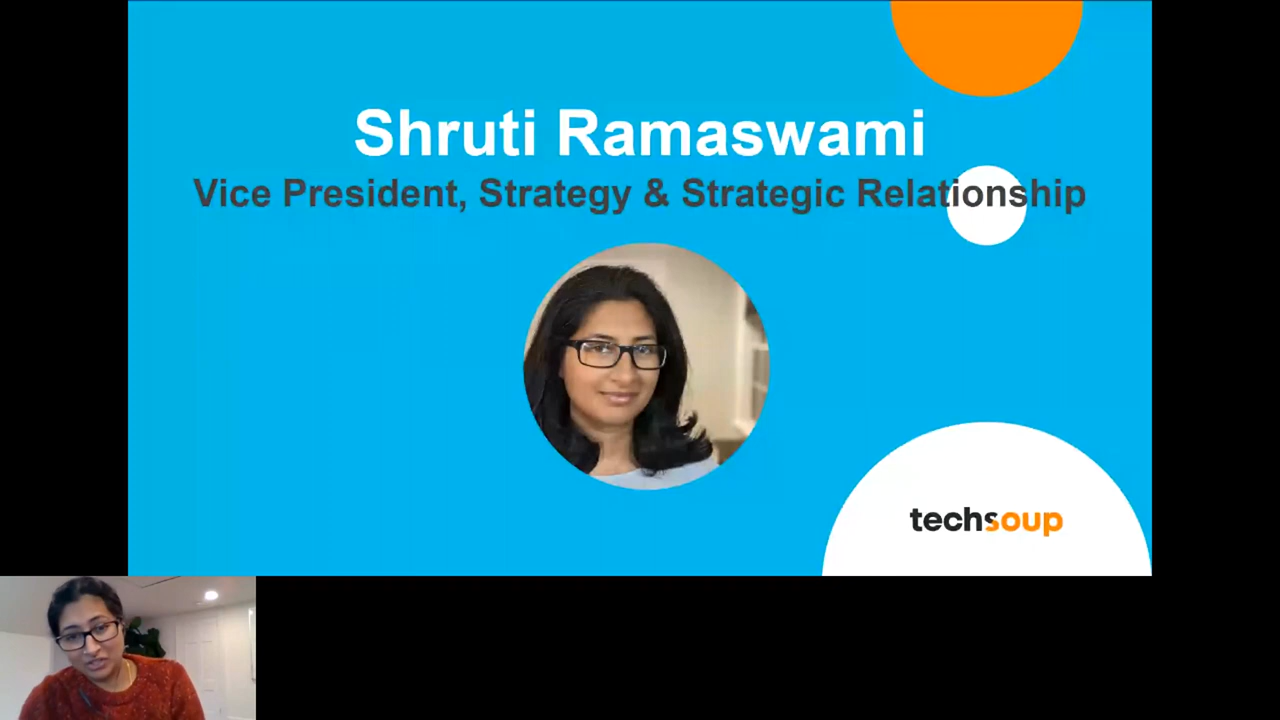 Shruti Ramaswami
Vice President, Strategy & Strategic Relationship
techsoup